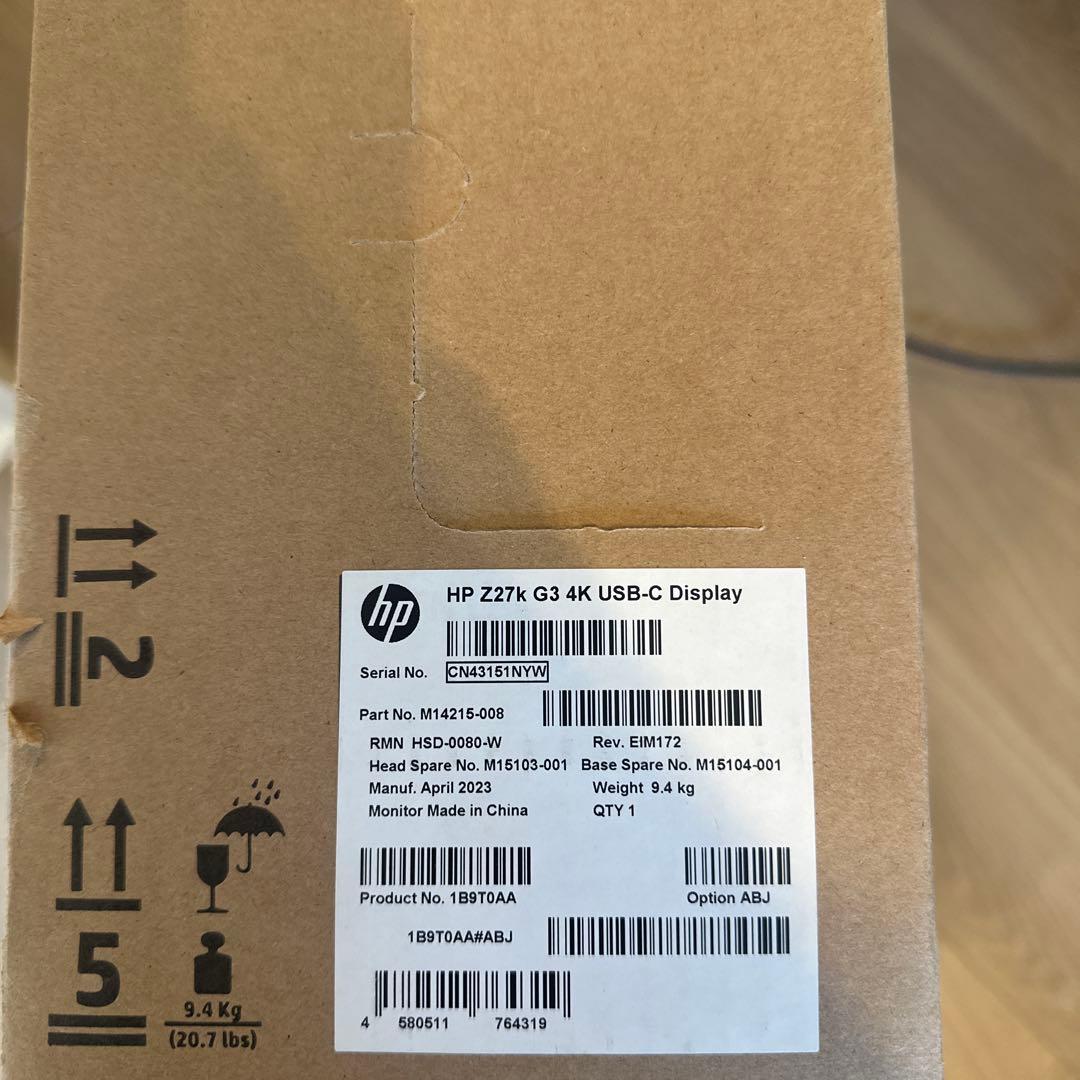 hp
HP Z27k G3 4K USB-C Display
Serial No. CN43151NYW
Part No. M14215-008
RMN HSD-0080-W Rev. EIM172
Head Spare No. M15103-001 Base Spare No. M15104-001
Manuf. April 2023 Weight 9.4 kg
Monitor Made in China QTY 1
Product No. 1B9T0AA Option ABJ
1B9T0AA#ABJ
4 580511 764319
2
5
9.4 Kg
(20.7 lbs)